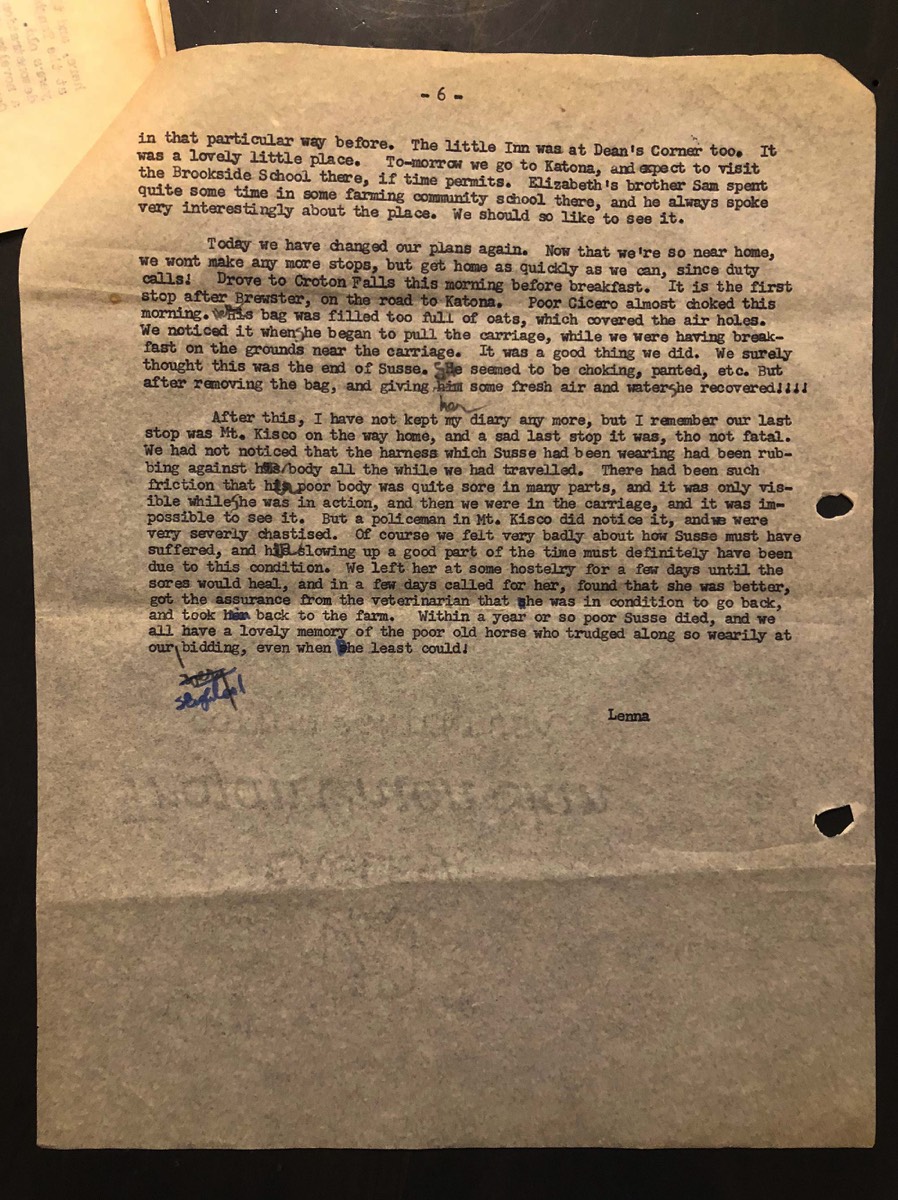 - 6 -
in that particular way before. The little Inn was at Dean's Corner too. It
was a lovely little place. To-morrow we go to Katona, and expect to visit
the Brookside School there, if time permits. Elizabeth's brother Sam spent
quite some time in some farming community school there, and he always spoke
very interestingly about the place. We should so like to see it.
Today we have changed our plans again. Now that we're so near home,
we wont make any more stops, but get home as quickly as we can, since duty
calls! Drove to Croton Falls this morning before breakfast. It is the first
stop after Brewster, on the road to Katona. Poor Cicero almost choked this
morning. His bag was filled too full of oats, which covered the air holes.
We noticed it when she began to pull the carriage, while we were having break-
fast on the grounds near the carriage. It was a good thing we did. We surely
thought this was the end of Susse. She seemed to be choking, panted, etc. But
after removing the bag, and giving him some fresh air and water she recovered!!!!
her
After this, I have not kept my diary any more, but I remember our last
stop was Mt. Kisco on the way home, and a sad last stop it was, tho not fatal.
We had not noticed that the harness which Susse had been wearing had been rub-
bing against his body all the while we had travelled. There had been such
friction that his poor body was quite sore in many parts, and it was only vis-
ible while she was in action, and then we were in the carriage, and it was im-
possible to see it. But a policeman in Mt. Kisco did notice it, and we were
very severly chastised. Of course we felt very badly about how Susse must have
suffered, and his slowing up a good part of the time must definitely have been
due to this condition. We left her at some hostelry for a few days until the
sores would heal, and in a few days called for her, found that she was better,
got the assurance from the veterinarian that she was in condition to go back,
and took her back to the farm. Within a year or so poor Susse died, and we
all have a lovely memory of the poor old horse who trudged along so wearily at
our bidding, even when she least could!
Lenna